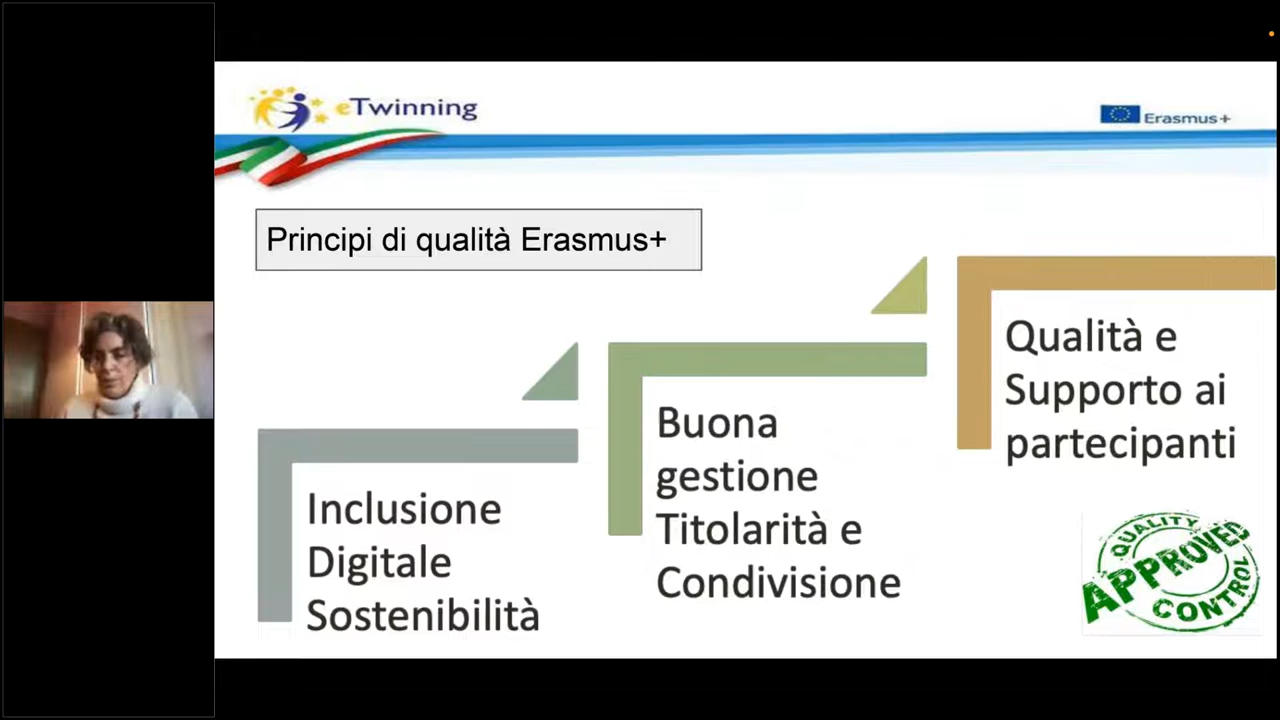 eTwinning
Erasmus+
Principi di qualità Erasmus+
Inclusione
Digitale
Sostenibilità
Buona
gestione
Titolarità e
Condivisione
Qualità e
Supporto ai
partecipanti
QUALITY
APPROVED
CONTROL